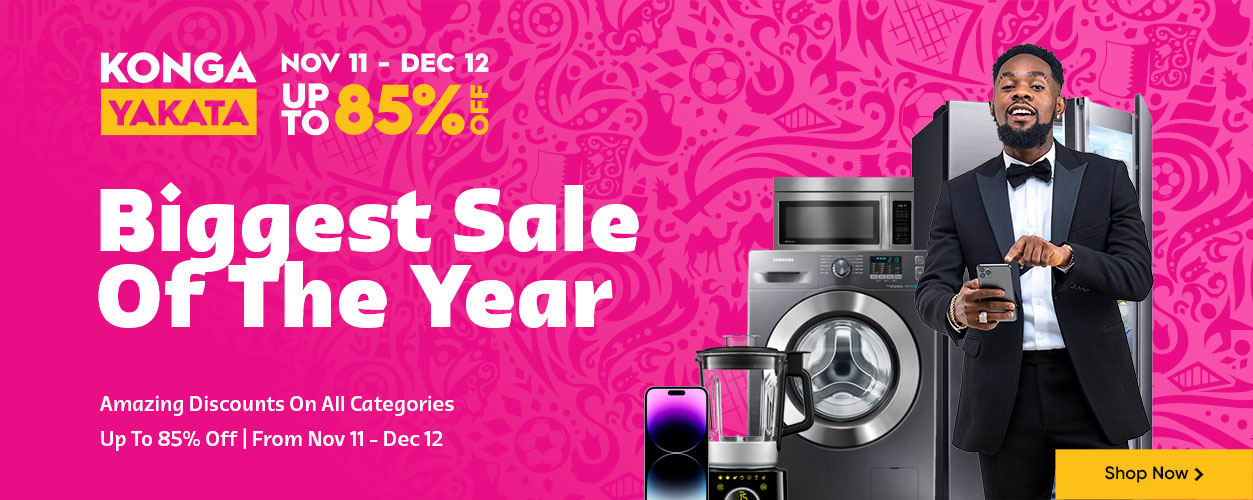 KONGA
YAKATA
NOV 11 - DEC 12
UP TO 85% OFF
Biggest Sale
Of The Year
Amazing Discounts On All Categories
Up To 85% Off | From Nov 11 - Dec 12
SAMSUNG
Shop Now >